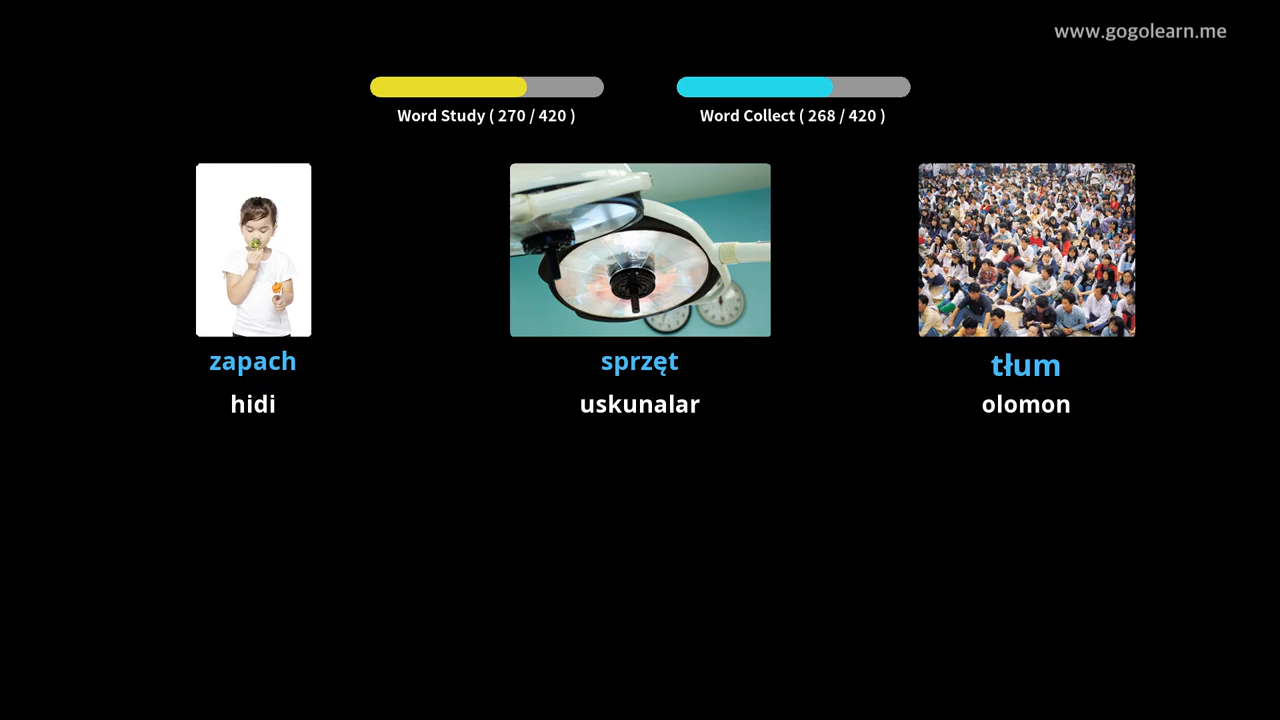 www.gogolearn.me
Word Study ( 270 / 420 )
Word Collect ( 268 / 420 )
zapach
sprzęt
tłum
hidi
uskunalar
olomon